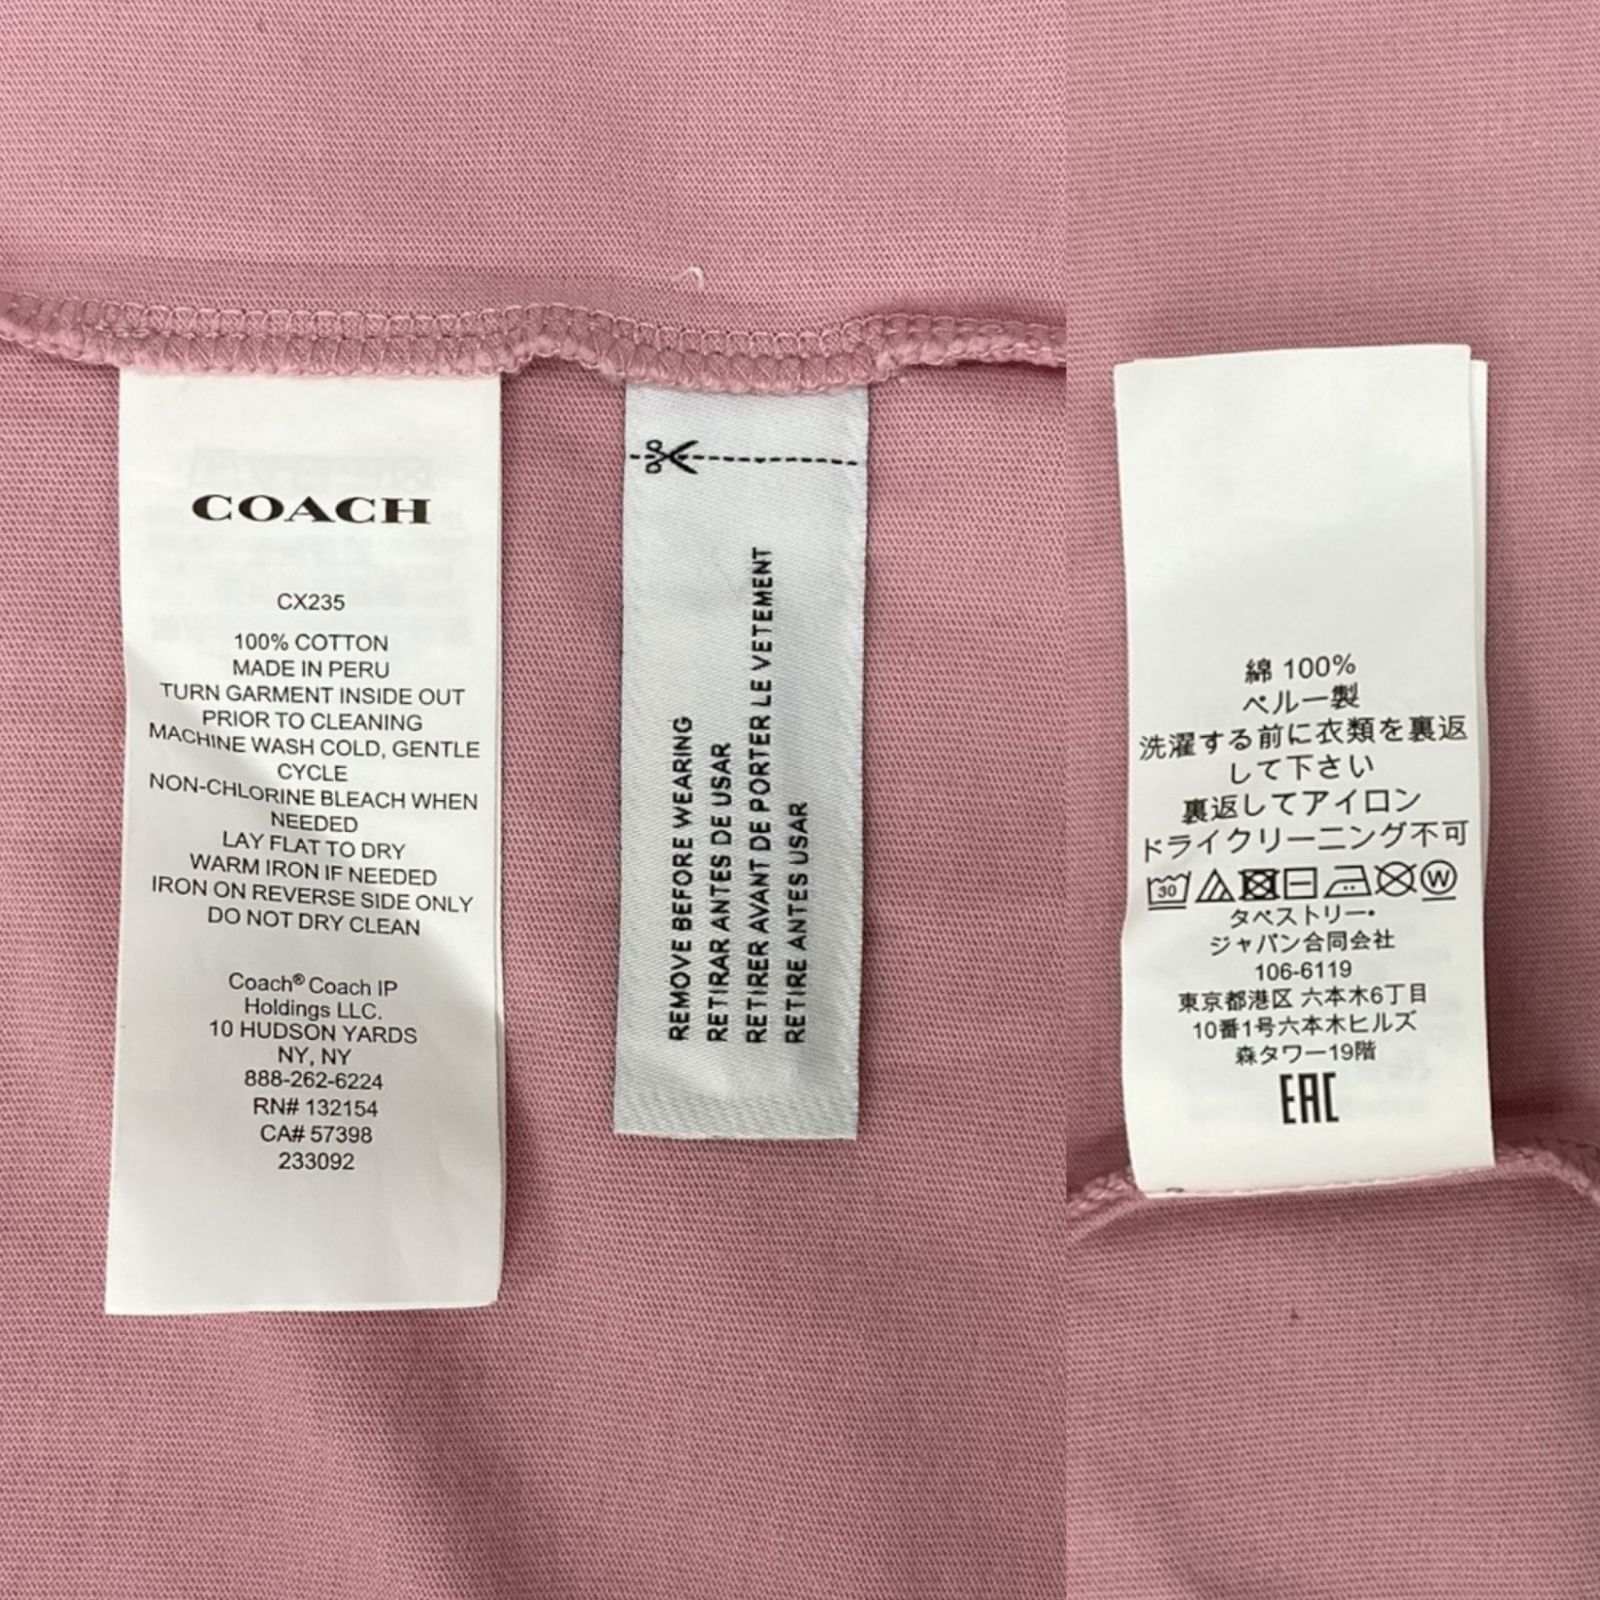 COACH
CX235
100% COTTON
MADE IN PERU
TURN GARMENT INSIDE OUT
PRIOR TO CLEANING
MACHINE WASH COLD, GENTLE
CYCLE
NON-CHLORINE BLEACH WHEN
NEEDED
LAY FLAT TO DRY
WARM IRON IF NEEDED
IRON ON REVERSE SIDE ONLY
DO NOT DRY CLEAN
Coach® Coach IP
Holdings LLC.
10 HUDSON YARDS
NY, NY
888-262-6224
RN# 132154
CA# 57398
233092
REMOVE BEFORE WEARING
RETIRAR ANTES DE USAR
RETIRER AVANT DE PORTER LE VETEMENT
RETIRE ANTES USAR
綿 100%
ペルー製
洗濯する前に衣類を裏返
して下さい
裏返してアイロン
ドライクリーニング不可
30 W
タペストリー・
ジャパン合同会社
106-6119
東京都港区 六本木6丁目
10番1号六本木ヒルズ
森タワー19階
EAC